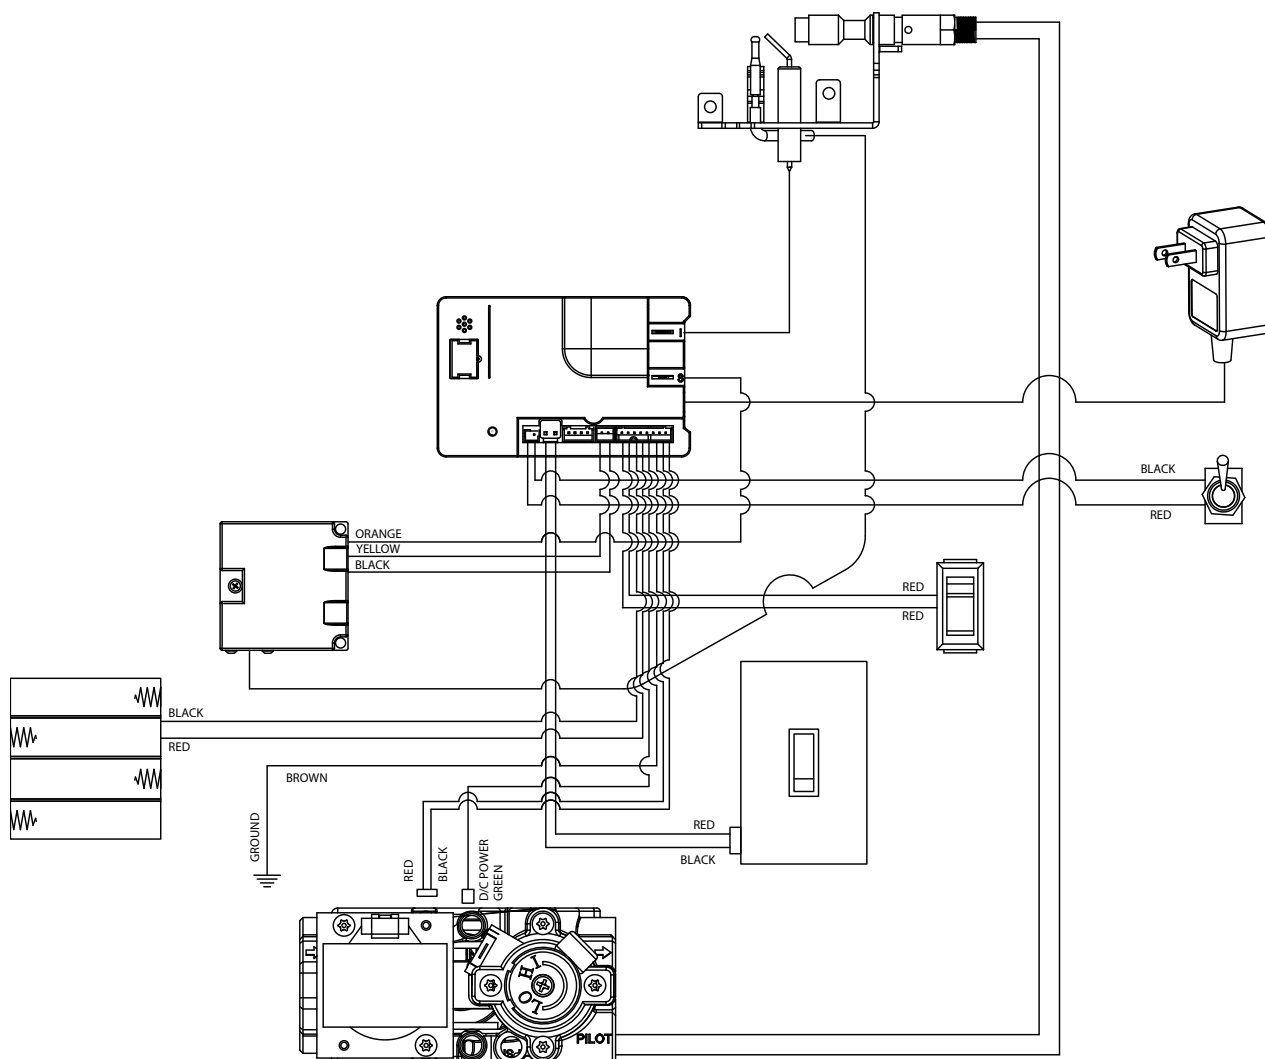 BLACK
RED
ORANGE
YELLOW
BLACK
RED
RED
BLACK
RED
BROWN
GROUND
RED
BLACK
RED
BLACK
D/C POWER
GREEN
HI
LO
PILOT